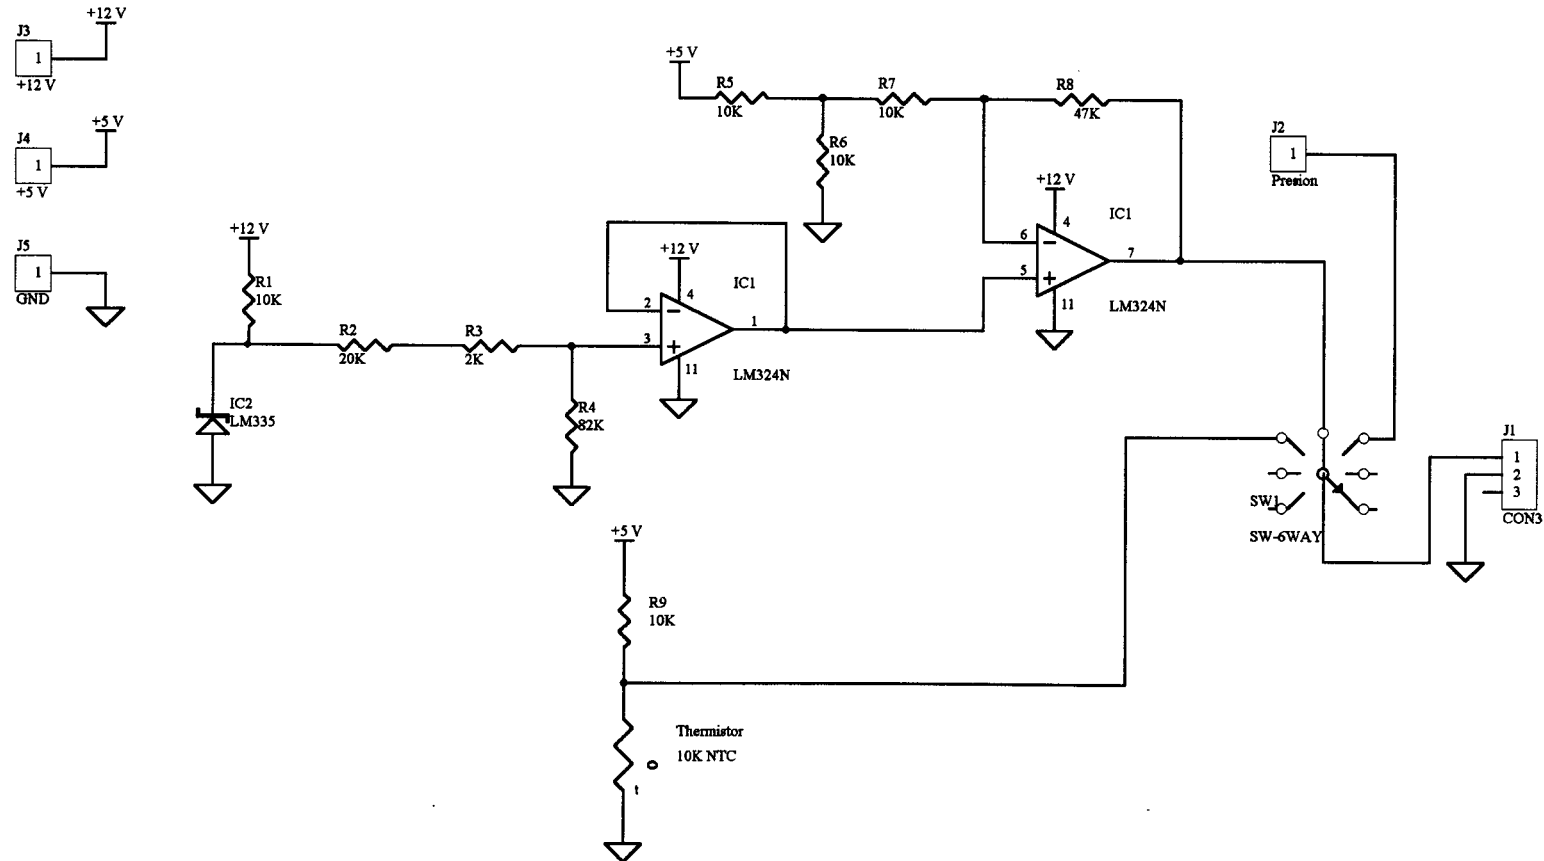 J3
+12 V
1
+12 V
J4
+5 V
1
+5 V
J5
1
GND
+12 V
R1
10K
R2
20K
R3
2K
IC2
LM335
R4
82K
+12 V
IC1
4
2
3
1
11
LM324N
+5 V
R5
10K
R6
10K
R7
10K
R8
47K
+12 V
IC1
4
6
5
7
11
LM324N
J2
1
Presion
SW1
SW-6WAY
J1
1
2
3
CON3
+5 V
R9
10K
Thermistor
10K NTC
t